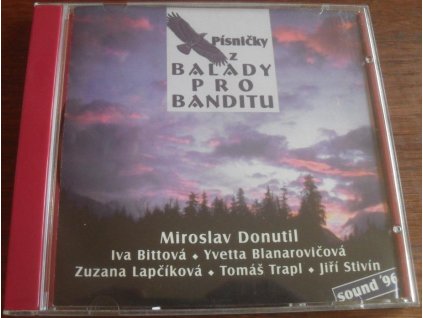 Písničky
z
BALADY
PRO
BANDITU
Miroslav Donutil
Iva Bittová ◆ Yvetta Blanarovičová
Zuzana Lapčíková ◆ Tomáš Trapl ◆ Jiří Stivín
sound '96